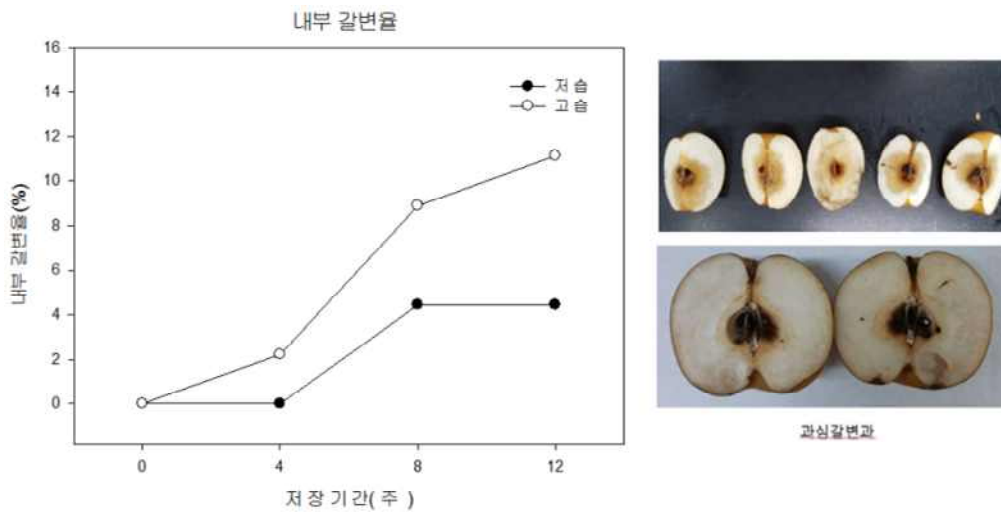 내부 갈변율
16
14
12
10
8
6
4
2
0
저습
고습
내부 갈변율(%)
0 4 8 12
저장기간(주 )
과심갈변과